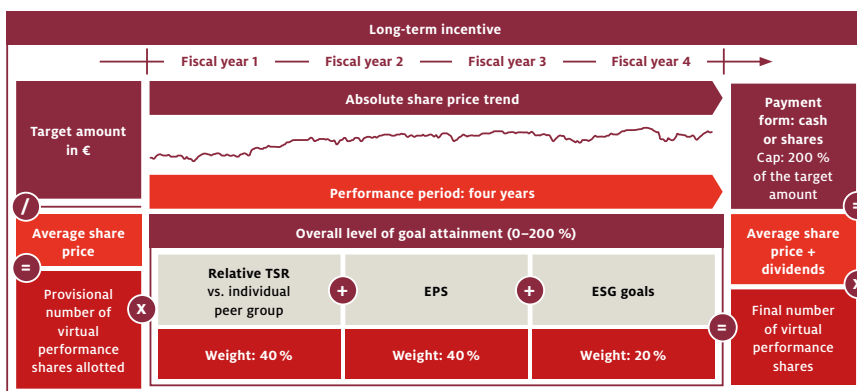 Long-term incentive
Fiscal year 1
Fiscal year 2
Fiscal year 3
Fiscal year 4
Target amount
in €
/
Average share
price
=
Provisional
number of
virtual
performance
shares allotted
x
Absolute share price trend
Performance period: four years
Overall level of goal attainment (0–200 %)
Relative TSR
vs. individual
peer group
+
EPS
+
ESG goals
Weight: 40 %
Weight: 40 %
Weight: 20 %
=
Payment
form: cash
or shares
Cap: 200 %
of the target
amount
=
Average share
price +
dividends
x
Final number
of virtual
performance
shares